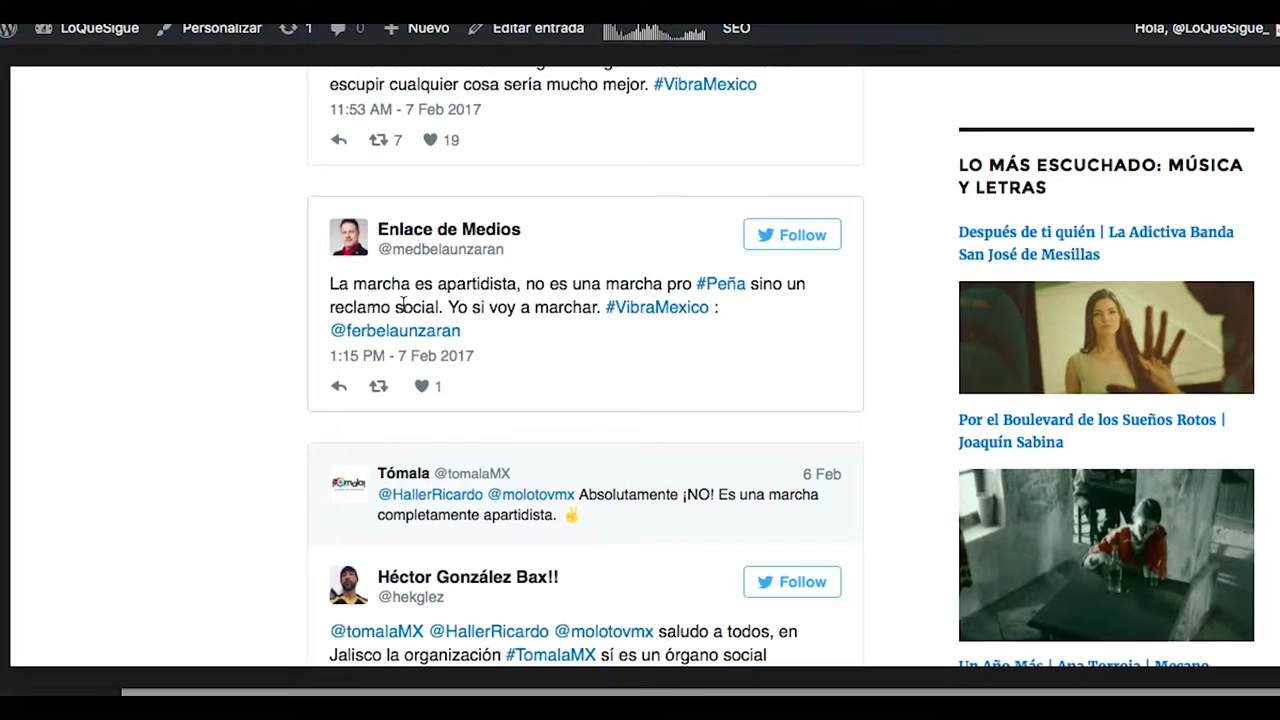 LoQueSigue Personalizar 1 0 Nuevo Editar entrada SEO Hola, @LoQueSigue_
escupir cualquier cosa sería mucho mejor. #VibraMexico
11:53 AM - 7 Feb 2017
7 19
Enlace de Medios
@medbelaunzaran
Follow
La marcha es apartidista, no es una marcha pro #Peña sino un
reclamo social. Yo si voy a marchar. #VibraMexico :
@ferbelaunzaran
1:15 PM - 7 Feb 2017
1
Tómala @tomalaMX 6 Feb
@HallerRicardo @molotovmx Absolutamente ¡NO! Es una marcha
completamente apartidista. ✌
Héctor González Bax!!
@hekglez
Follow
@tomalaMX @HallerRicardo @molotovmx saludo a todos, en
Jalisco la organización #TomalaMX sí es un órgano social
LO MÁS ESCUCHADO: MÚSICA
Y LETRAS
Después de ti quién | La Adictiva Banda
San José de Mesillas
Por el Boulevard de los Sueños Rotos |
Joaquín Sabina
Un Año Más | Ana Torroja | Mecano